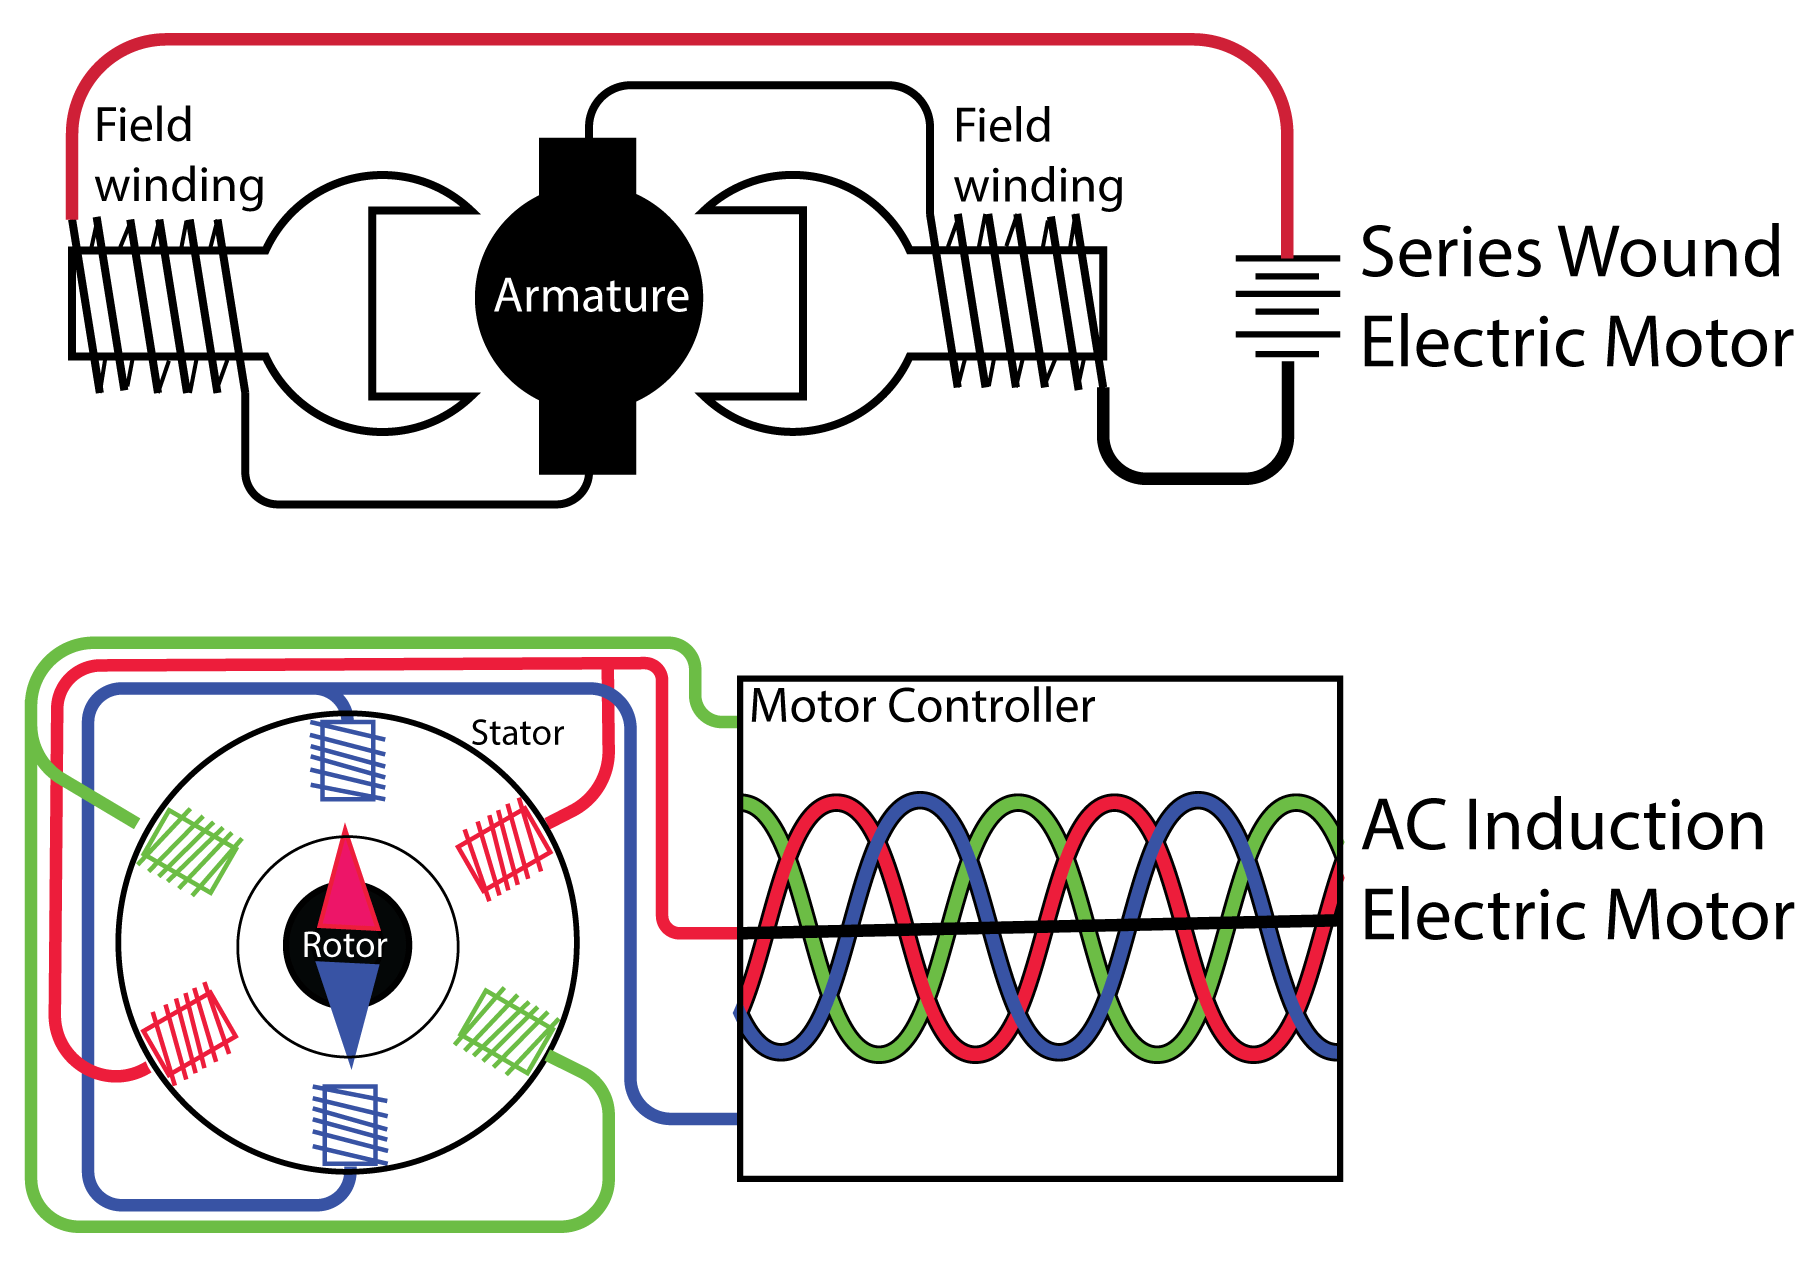 Field
winding
Field
winding
Armature
Series Wound
Electric Motor
Stator
Motor Controller
Rotor
AC Induction
Electric Motor